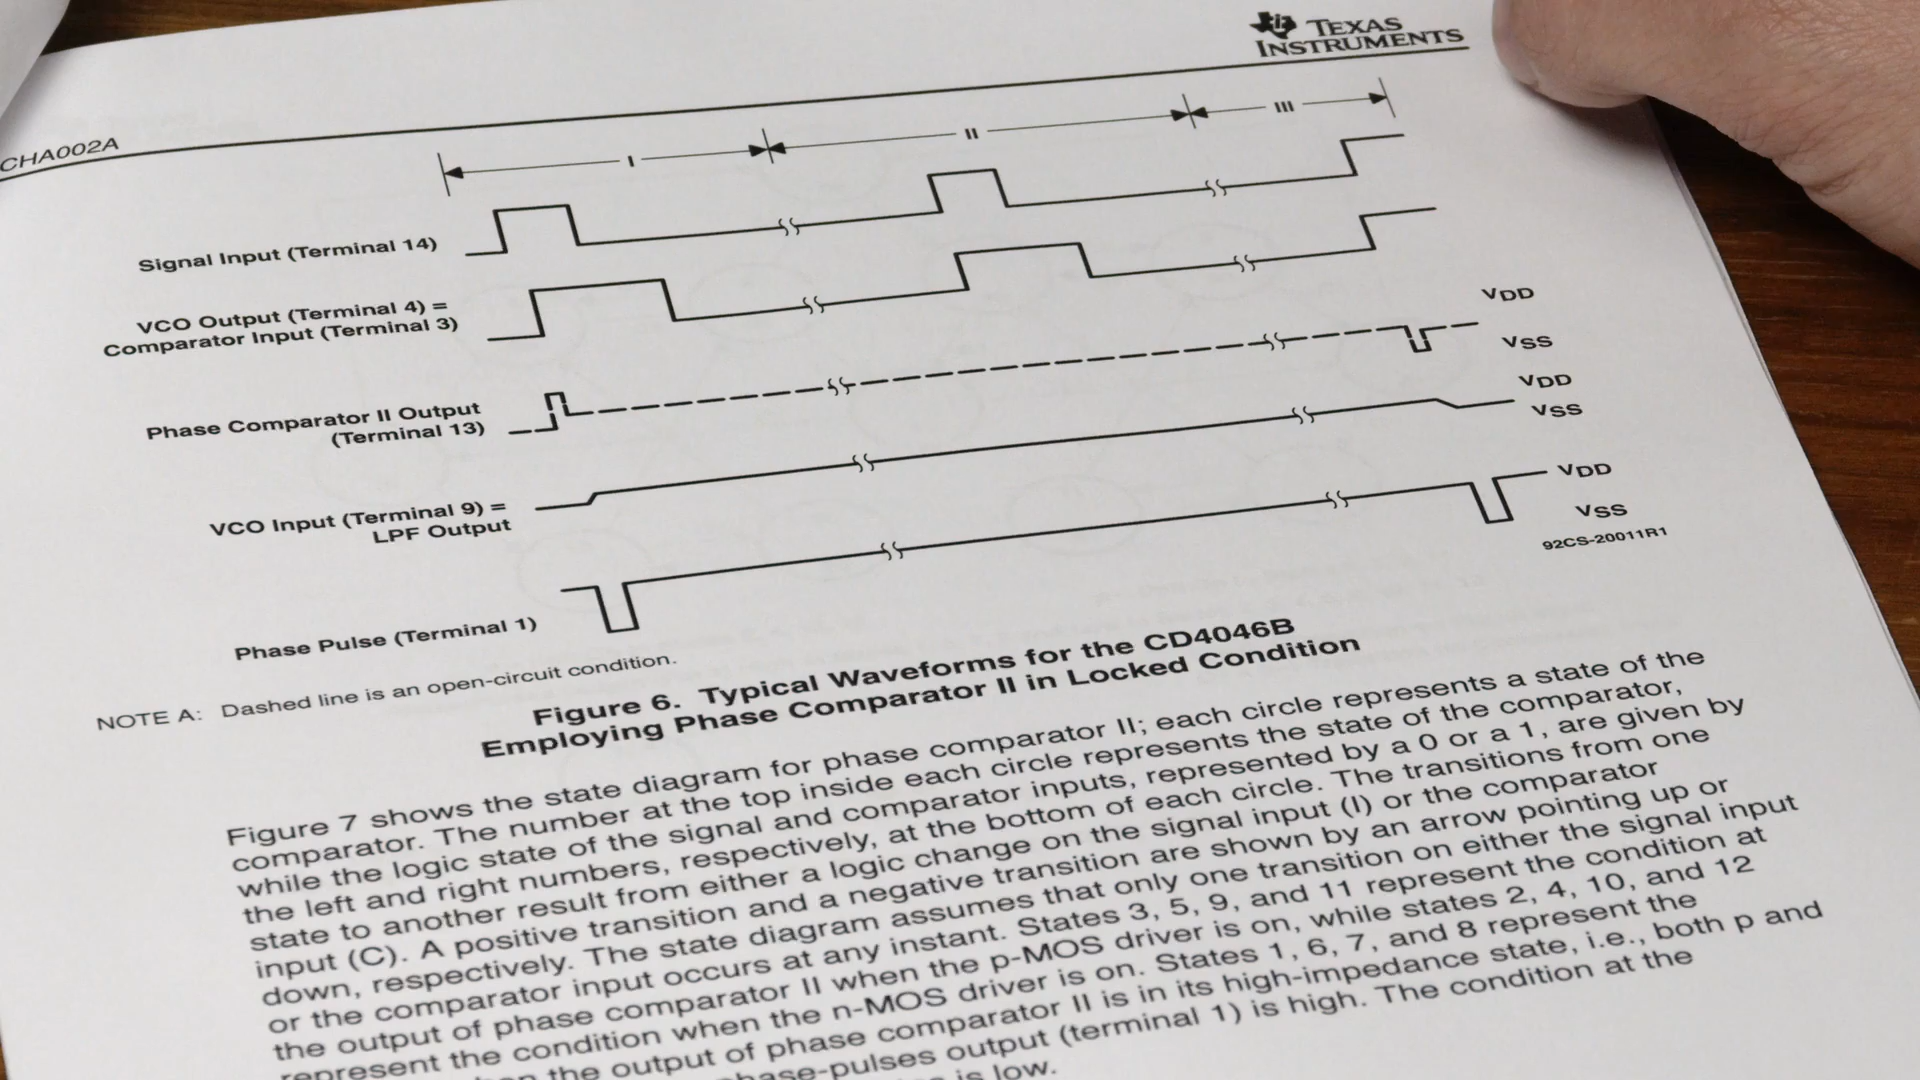 TEXAS
INSTRUMENTS
CHA002A
I
II
III
Signal Input (Terminal 14)
VCO Output (Terminal 4) =
Comparator Input (Terminal 3)
VDD
VSS
Phase Comparator II Output
(Terminal 13)
VDD
VSS
VCO Input (Terminal 9) =
LPF Output
VDD
VSS
92CS-20011R1
Phase Pulse (Terminal 1)
NOTE A: Dashed line is an open-circuit condition.
Figure 6. Typical Waveforms for the CD4046B
Employing Phase Comparator II in Locked Condition
Figure 7 shows the state diagram for phase comparator II; each circle represents a state of the
comparator. The number at the top inside each circle represents the state of the comparator,
while the logic state of the signal and comparator inputs, represented by a 0 or a 1, are given by
the left and right numbers, respectively, at the bottom of each circle. The transitions from one
state to another result from either a logic change on the signal input (I) or the comparator
input (C). A positive transition and a negative transition are shown by an arrow pointing up or
down, respectively. The state diagram assumes that only one transition on either the signal input
or the comparator input occurs at any instant. States 3, 5, 9, and 11 represent the condition at
the output of phase comparator II when the p-MOS driver is on, while states 2, 4, 10, and 12
represent the condition when the n-MOS driver is on. States 1, 6, 7, and 8 represent the
the output of phase comparator II is in its high-impedance state, i.e., both p and
phase-pulses output (terminal 1) is high. The condition at the
is low.